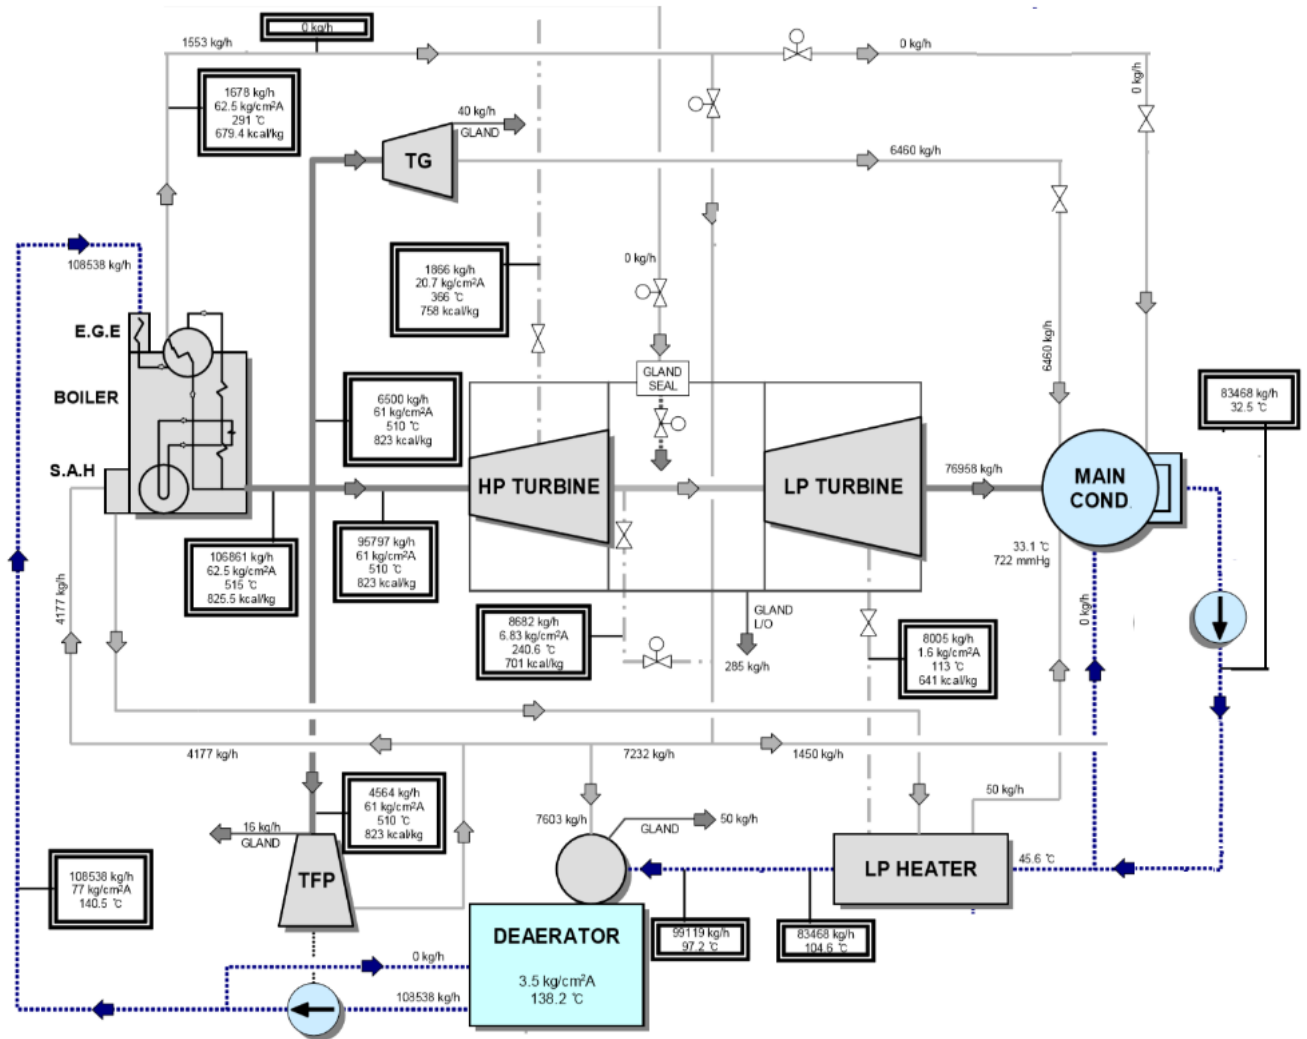 0 kg/h
1553 kg/h
0 kg/h
0 kg/h
1678 kg/h
62.5 kg/cm²A
291 ℃
679.4 kcal/kg
40 kg/h
GLAND
TG
6460 kg/h
108538 kg/h
1866 kg/h
20.7 kg/cm²A
366 ℃
758 kcal/kg
0 kg/h
E.G.E
BOILER
S.A.H
6460 kg/h
GLAND
SEAL
6500 kg/h
61 kg/cm²A
510 ℃
823 kcal/kg
83468 kg/h
32.5 ℃
HP TURBINE
LP TURBINE
76958 kg/h
MAIN
COND.
106861 kg/h
62.5 kg/cm²A
515 ℃
825.5 kcal/kg
95797 kg/h
61 kg/cm²A
510 ℃
823 kcal/kg
33.1 ℃
722 mmHg
4177 kg/h
0 kg/h
8682 kg/h
6.83 kg/cm²A
240.6 ℃
701 kcal/kg
GLAND
L/O
285 kg/h
8005 kg/h
1.6 kg/cm²A
113 ℃
641 kcal/kg
4177 kg/h
7232 kg/h
1450 kg/h
4564 kg/h
61 kg/cm²A
510 ℃
823 kcal/kg
16 kg/h
GLAND
TFP
7603 kg/h
GLAND
50 kg/h
50 kg/h
LP HEATER
45.6 ℃
108538 kg/h
77 kg/cm²A
140.5 ℃
99119 kg/h
97.2 ℃
83468 kg/h
104.6 ℃
DEAERATOR
3.5 kg/cm²A
138.2 ℃
0 kg/h
108538 kg/h